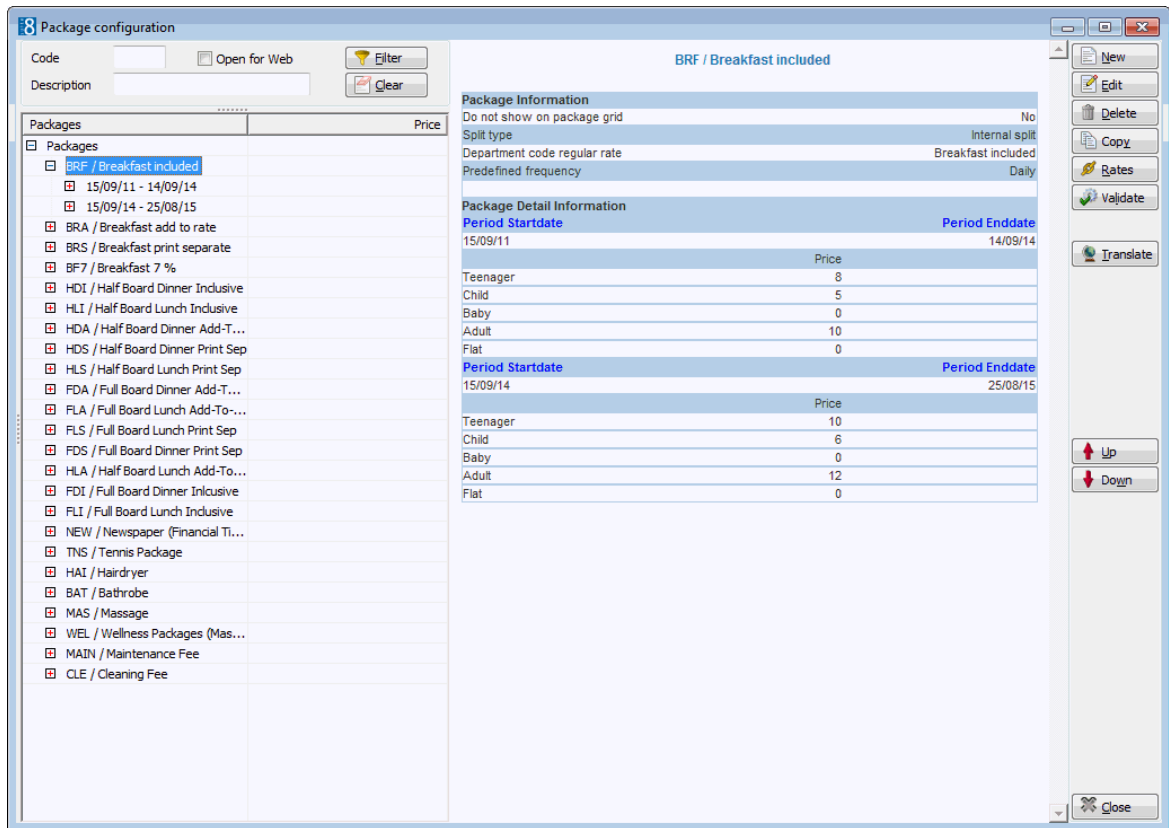 8 Package configuration
Code
Open for Web
Filter
Description
Clear
Packages Price
Packages
BRF / Breakfast included
15/09/11 - 14/09/14
15/09/14 - 25/08/15
BRA / Breakfast add to rate
BRS / Breakfast print separate
BF7 / Breakfast 7 %
HDI / Half Board Dinner Inclusive
HLI / Half Board Lunch Inclusive
HDA / Half Board Dinner Add-T...
HDS / Half Board Dinner Print Sep
HLS / Half Board Lunch Print Sep
FDA / Full Board Dinner Add-T...
FLA / Full Board Lunch Add-To-...
FLS / Full Board Lunch Print Sep
FDS / Full Board Dinner Print Sep
HLA / Half Board Lunch Add-To...
FDI / Full Board Dinner Inlcusive
FLI / Full Board Lunch Inclusive
NEW / Newspaper (Financial Ti...
TNS / Tennis Package
HAI / Hairdryer
BAT / Bathrobe
MAS / Massage
WEL / Wellness Packages (Mas...
MAIN / Maintenance Fee
CLE / Cleaning Fee
BRF / Breakfast included
Package Information
Do not show on package grid No
Split type Internal split
Department code regular rate Breakfast included
Predefined frequency Daily
Package Detail Information
Period Startdate Period Enddate
15/09/11 14/09/14
Price
Teenager 8
Child 5
Baby 0
Adult 10
Flat 0
Period Startdate Period Enddate
15/09/14 25/08/15
Price
Teenager 10
Child 6
Baby 0
Adult 12
Flat 0
New
Edit
Delete
Copy
Rates
Validate
Translate
Up
Down
Close